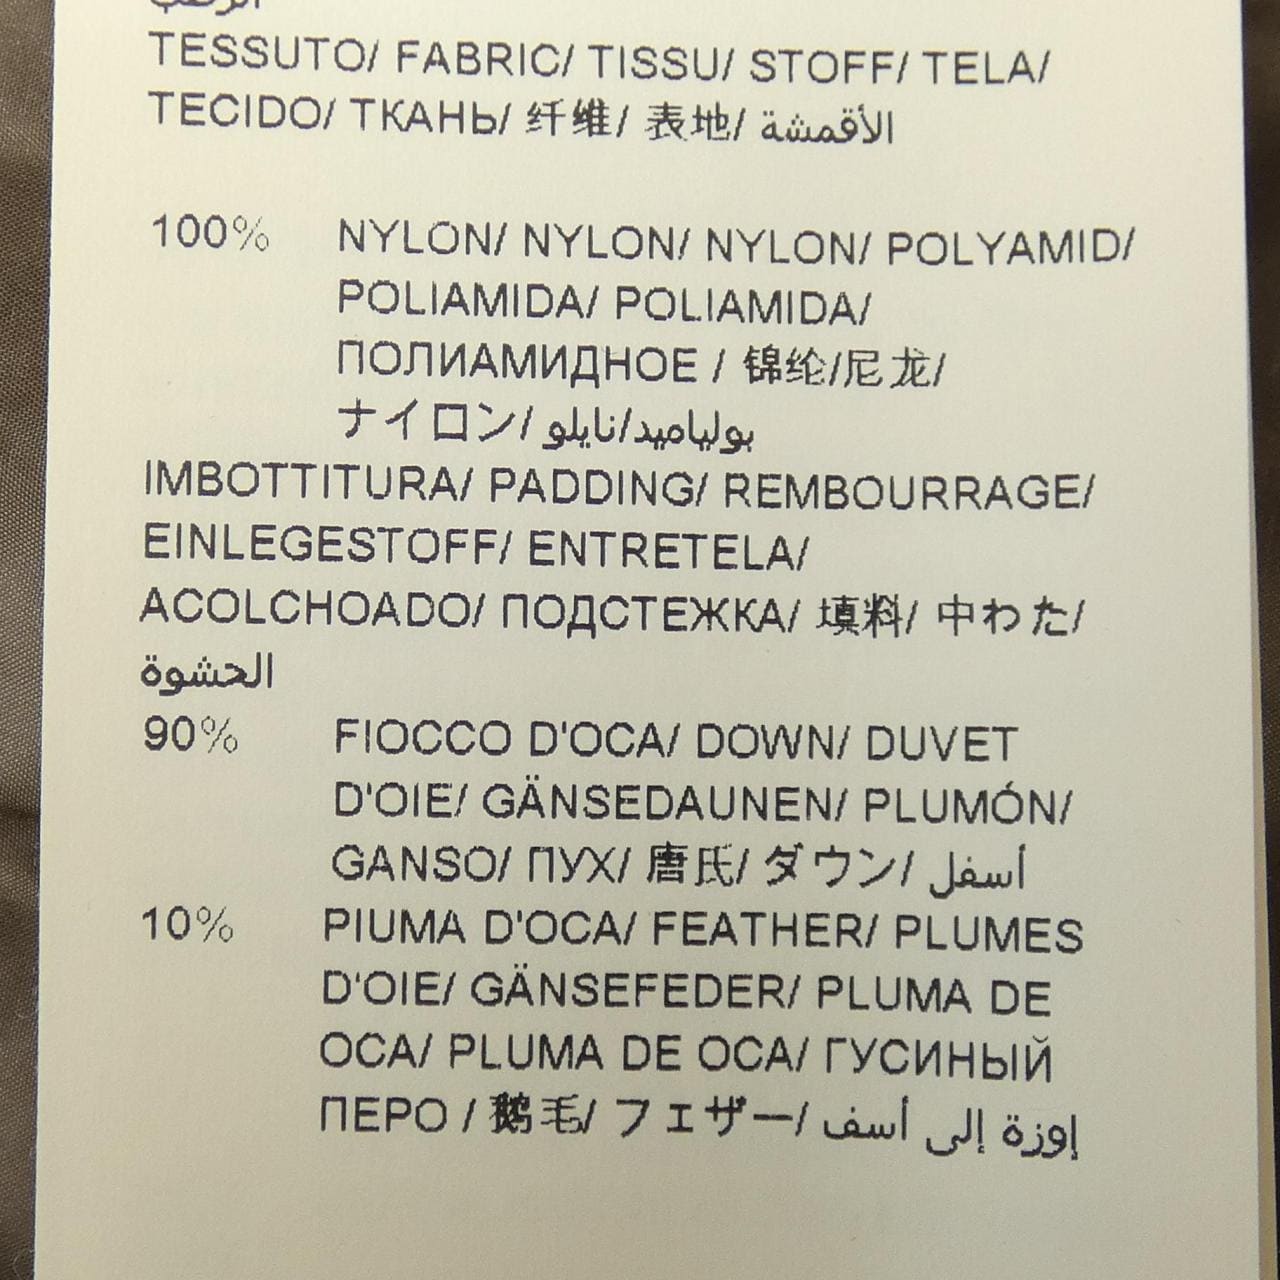 TESSUTO/ FABRIC/ TISSU/ STOFF/ TELA/
TECIDO/ ТКАНЬ/ 纤维/ 表地/ الأقمشة
100% NYLON/ NYLON/ NYLON/ POLYAMID/
POLIAMIDA/ POLIAMIDA/
ПОЛИАМИДНОЕ / 锦纶/尼龙/
ナイロン/ بولياميد/نايلو
IMBOTTITURA/ PADDING/ REMBOURRAGE/
EINLEGESTOFF/ ENTRETELA/
ACOLCHOADO/ ПОДСТЕЖКА/ 填料/ 中わた/
الحشوة
90% FIOCCO D'OCA/ DOWN/ DUVET
D'OIE/ GÄNSEDAUNEN/ PLUMÓN/
GANSO/ ПУХ/ 唐氏/ ダウン/ أسفل
10% PIUMA D'OCA/ FEATHER/ PLUMES
D'OIE/ GÄNSEFEDER/ PLUMA DE
OCA/ PLUMA DE OCA/ ГУСИНЫЙ
ПЕРО / 鹅毛/ フェザー/ إوزة إلى أسف